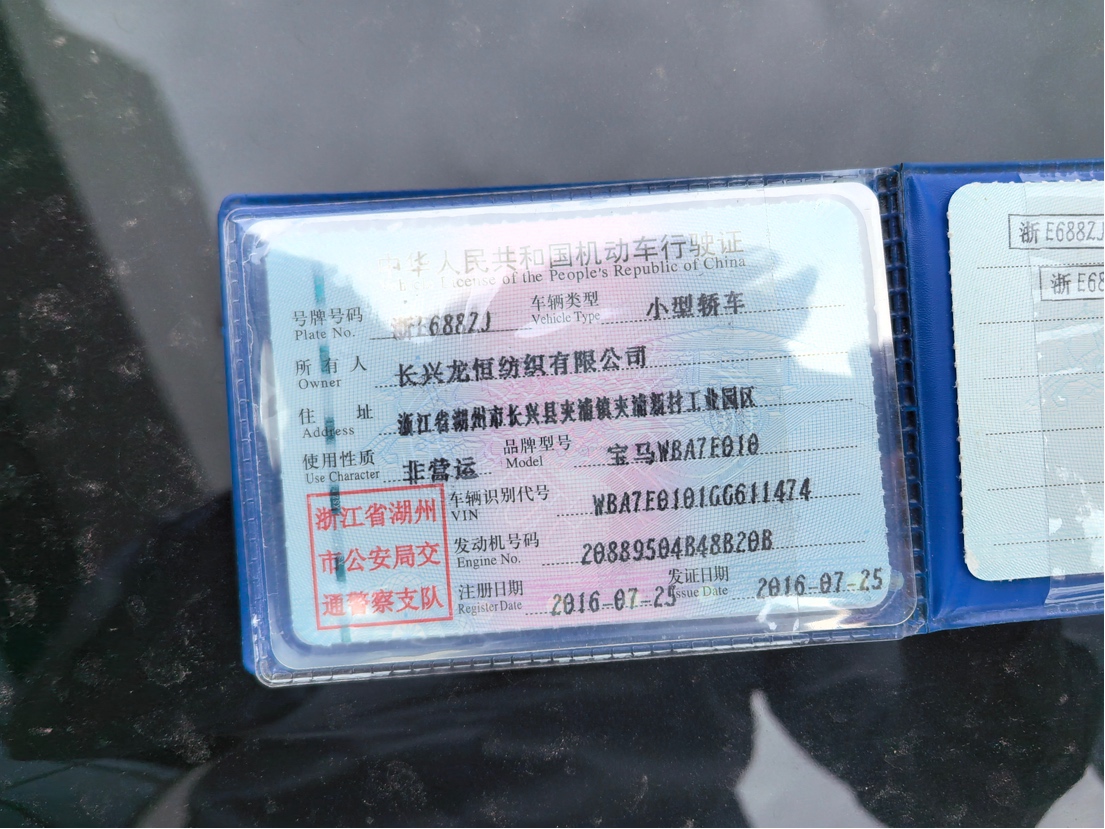 中华人民共和国机动车行驶证
License of the People's Republic of China
号牌号码 浙E688ZJ 车辆类型 小型轿车
Plate No. Vehicle Type
所有人 长兴龙恒纺织有限公司
Owner
住址 浙江省湖州市长兴县夹浦镇夹浦新村工业园区
Address
使用性质 非营运 品牌型号 宝马WBA7E010
Use Character Model
浙江省湖州
市公安局交
通警察支队
车辆识别代号 WBA7E0101GG611474
VIN
发动机号码 20889504B48B20B
Engine No.
注册日期 2016-07-25 发证日期 2016-07-25
Register Date Issue Date
浙E688ZJ
浙E68